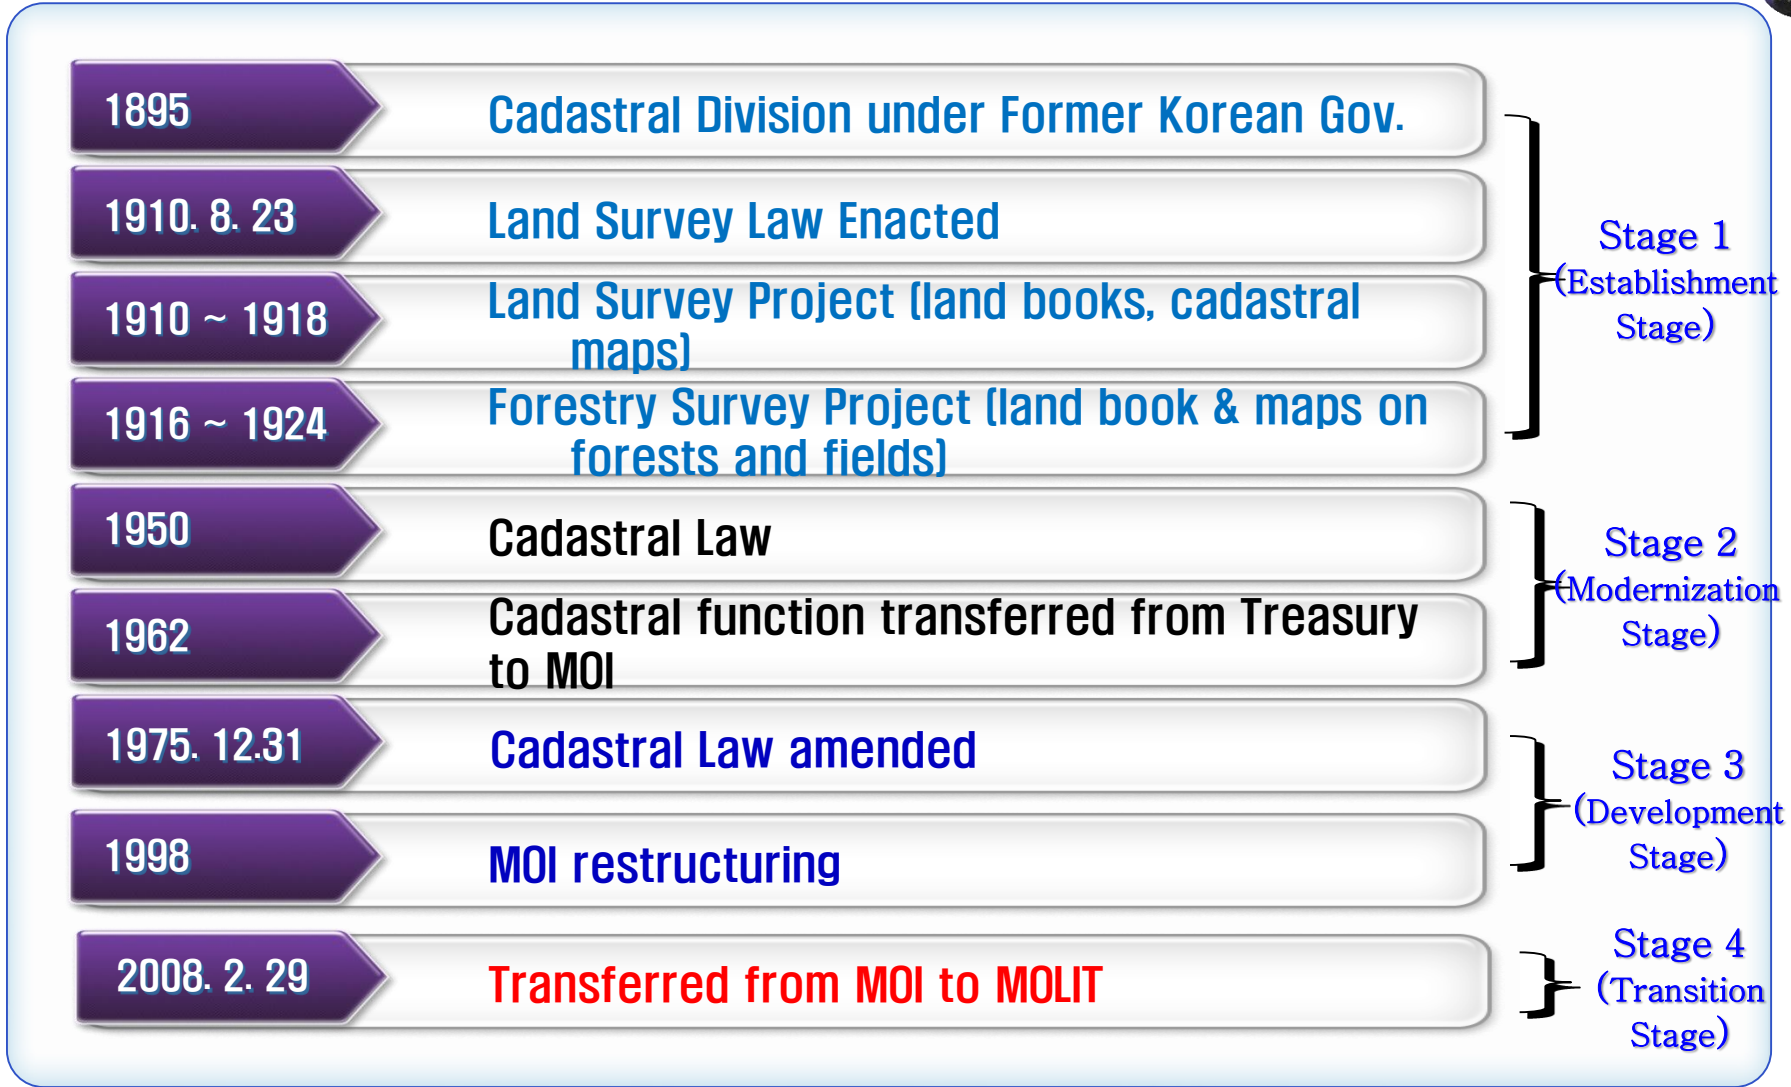 1895
Cadastral Division under Former Korean Gov.
1910. 8. 23
Land Survey Law Enacted
1910 ~ 1918
Land Survey Project (land books, cadastral
maps)
1916 ~ 1924
Forestry Survey Project (land book & maps on
forests and fields)
Stage 1
(Establishment
Stage)
1950
Cadastral Law
1962
Cadastral function transferred from Treasury
to MOI
Stage 2
(Modernization
Stage)
1975. 12.31
Cadastral Law amended
1998
MOI restructuring
Stage 3
(Development
Stage)
2008. 2. 29
Transferred from MOI to MOLIT
Stage 4
(Transition
Stage)